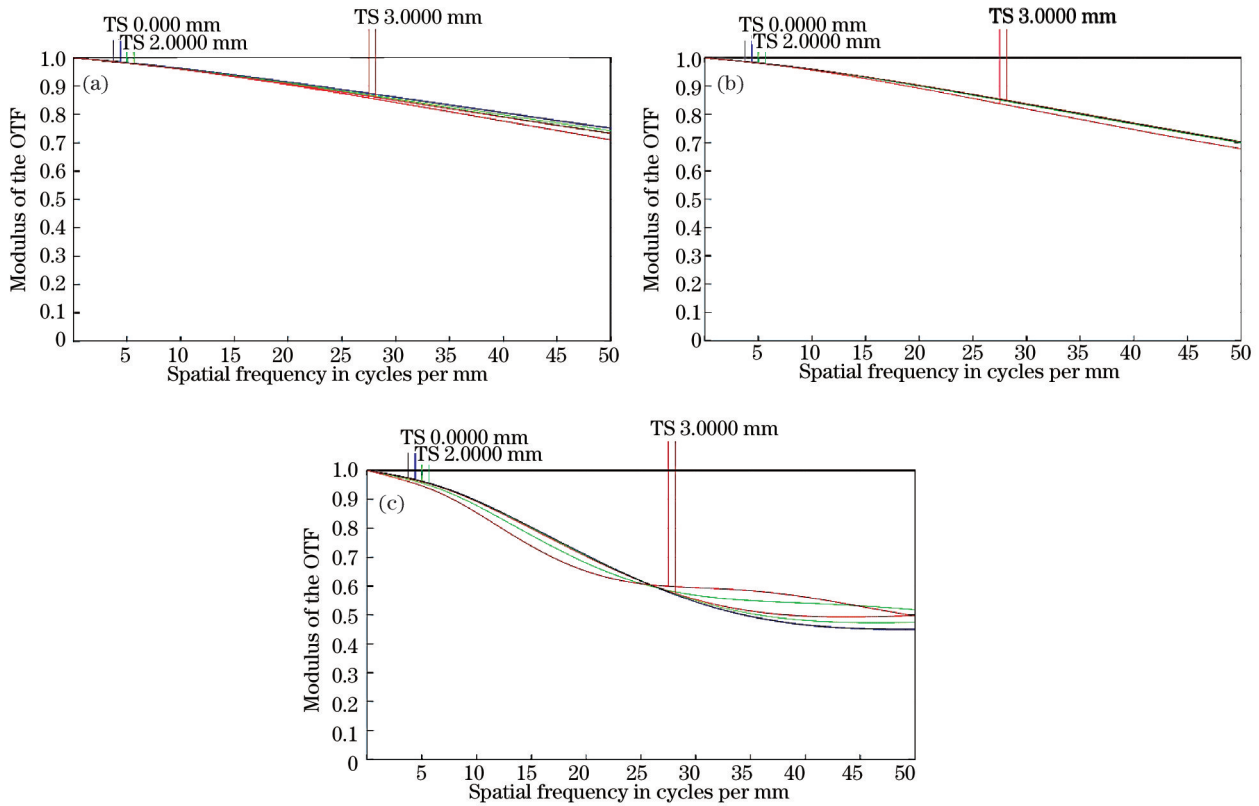 TS 0.000 mm
TS 2.0000 mm
TS 3.0000 mm
(a)
Modulus of the OTF
1.0
0.9
0.8
0.7
0.6
0.5
0.4
0.3
0.2
0.1
0
5 10 15 20 25 30 35 40 45 50
Spatial frequency in cycles per mm
TS 0.0000 mm
TS 2.0000 mm
TS 3.0000 mm
(b)
Modulus of the OTF
1.0
0.9
0.8
0.7
0.6
0.5
0.4
0.3
0.2
0.1
0
5 10 15 20 25 30 35 40 45 50
Spatial frequency in cycles per mm
TS 0.0000 mm
TS 2.0000 mm
TS 3.0000 mm
(c)
Modulus of the OTF
1.0
0.9
0.8
0.7
0.6
0.5
0.4
0.3
0.2
0.1
0
5 10 15 20 25 30 35 40 45 50
Spatial frequency in cycles per mm